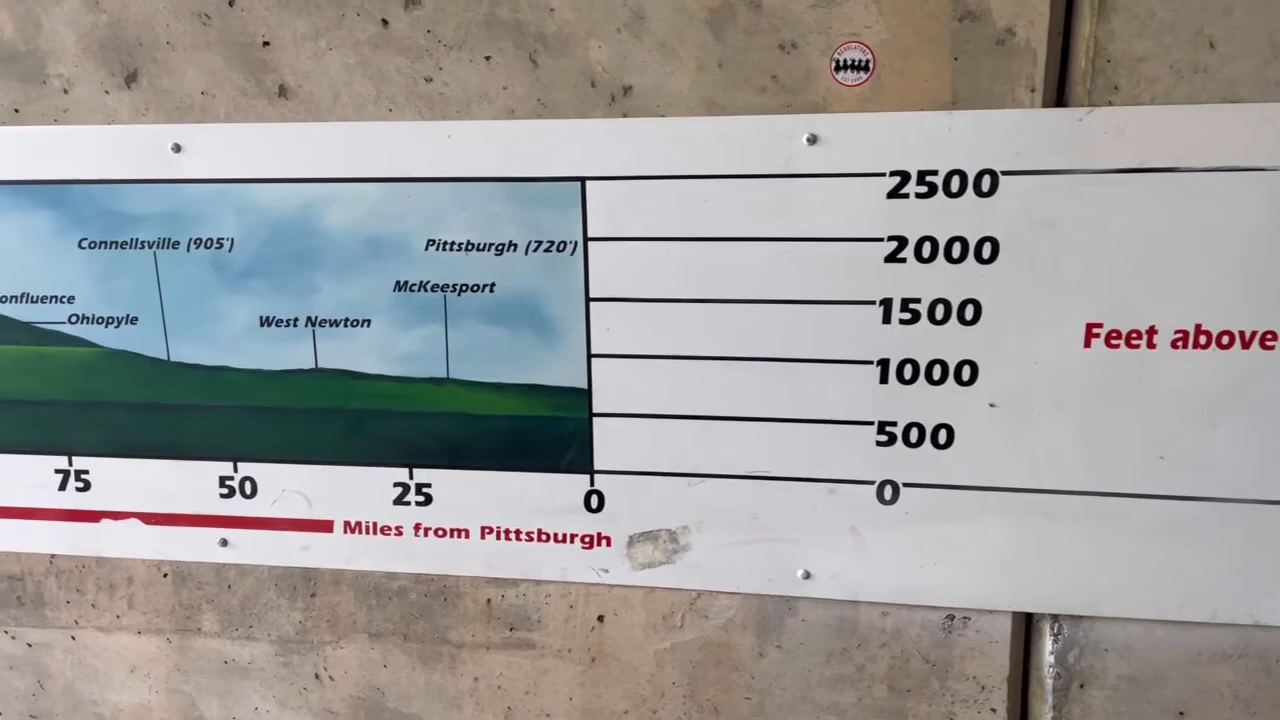 REGULATORS
2500
Connellsville (905')
Pittsburgh (720')
2000
McKeesport
onfluence
Ohiopyle
West Newton
1500
Feet above
1000
500
75
50
25
0
0
Miles from Pittsburgh